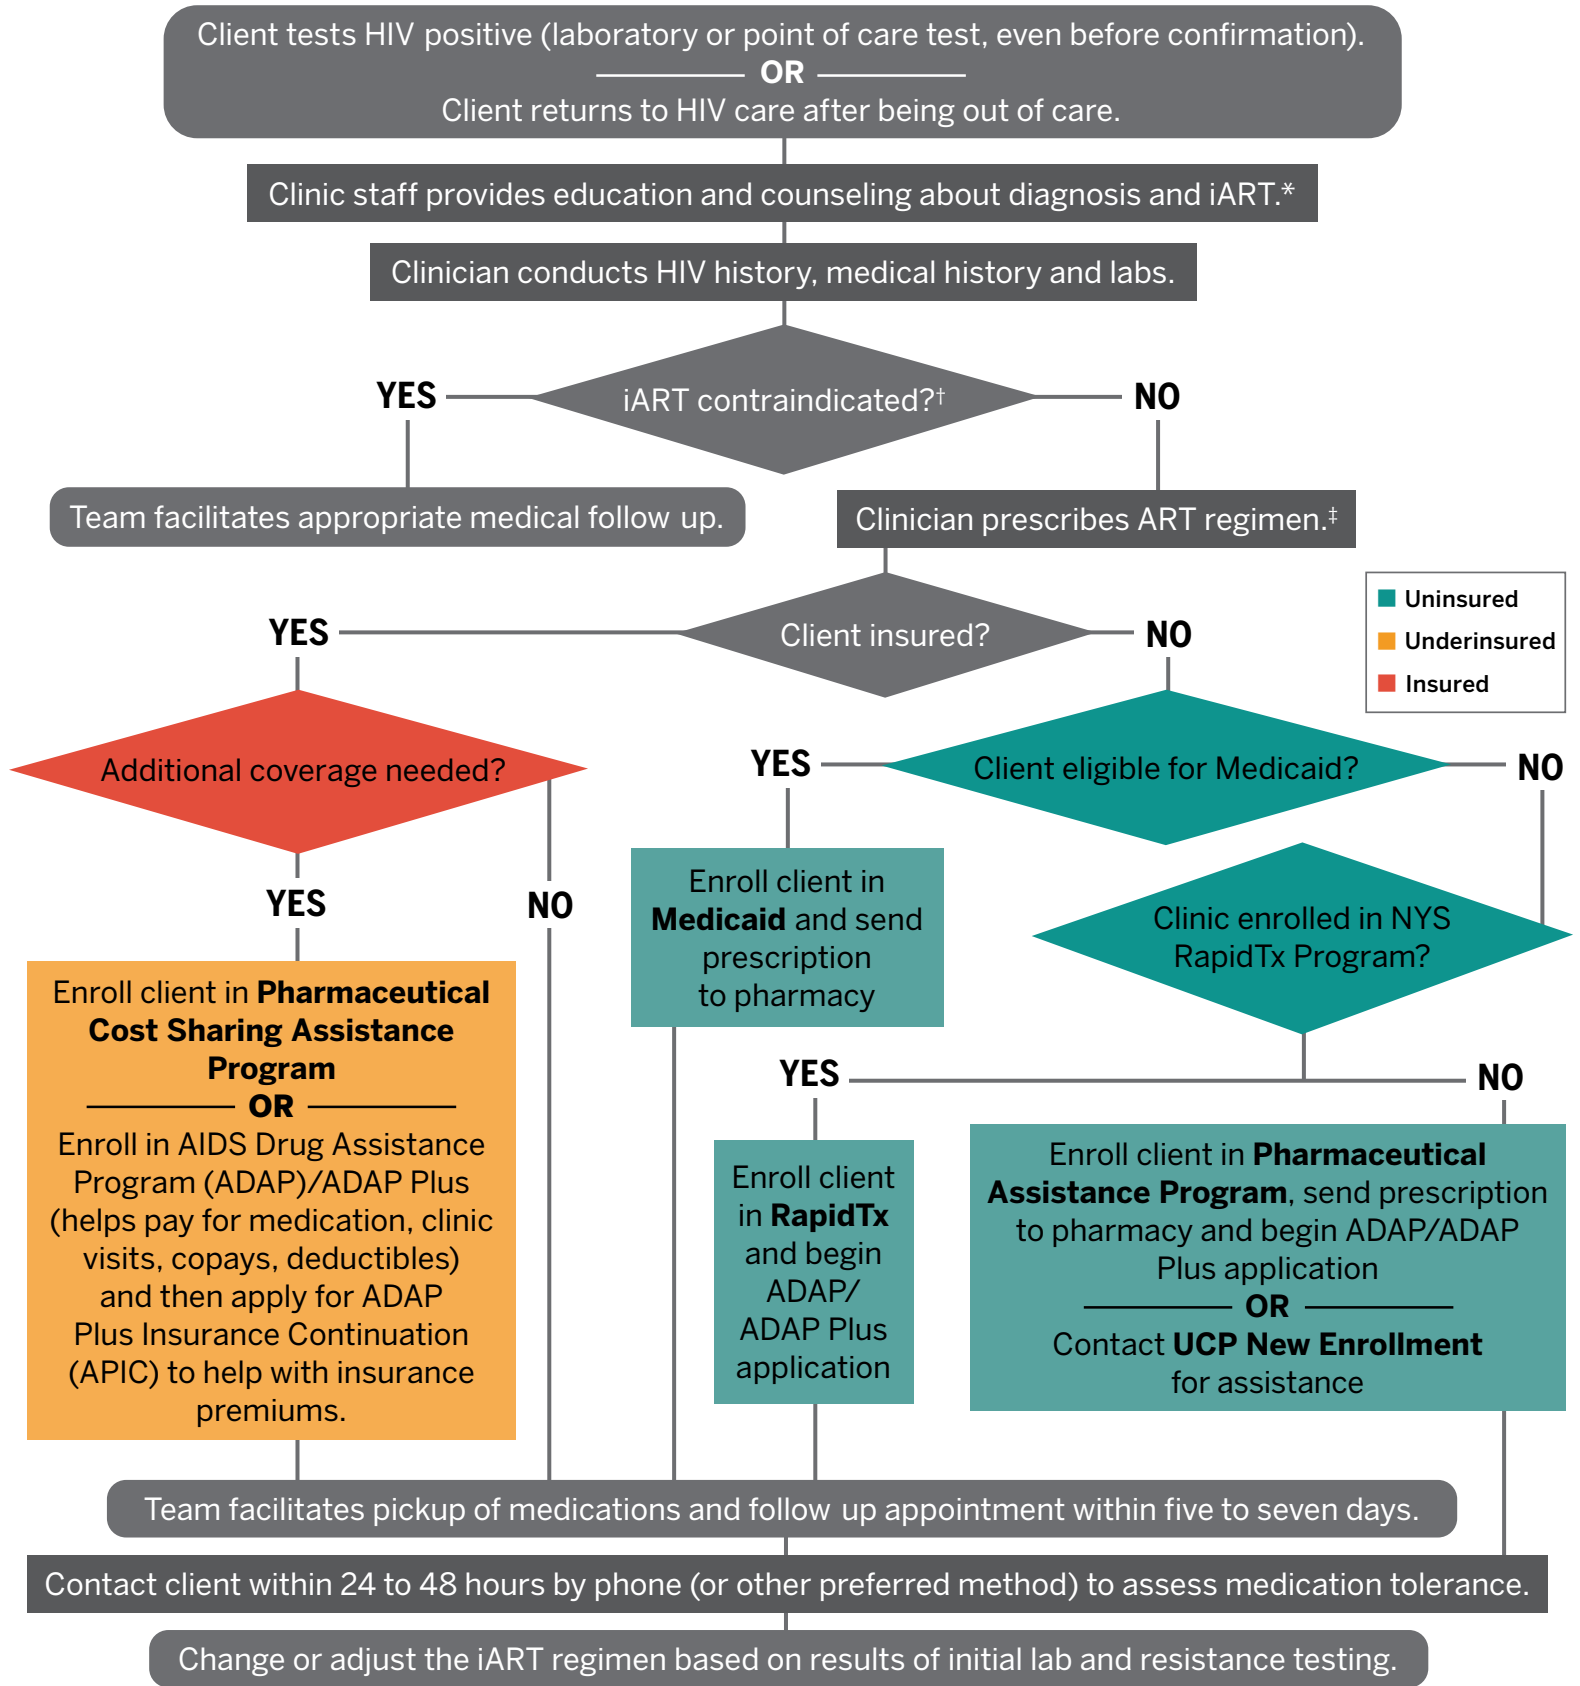 Client tests HIV positive (laboratory or point of care test, even before confirmation).
OR
Client returns to HIV care after being out of care.
Clinic staff provides education and counseling about diagnosis and iART.*
Clinician conducts HIV history, medical history and labs.
iART contraindicated?†
YES
NO
Team facilitates appropriate medical follow up.
Clinician prescribes ART regimen.‡
Client insured?
YES
NO
Uninsured
Underinsured
Insured
Additional coverage needed?
YES
NO
Client eligible for Medicaid?
YES
NO
Enroll client in
Medicaid and send
prescription
to pharmacy
Clinic enrolled in NYS
RapidTx Program?
YES
NO
Enroll client in Pharmaceutical
Cost Sharing Assistance
Program
OR
Enroll in AIDS Drug Assistance
Program (ADAP)/ADAP Plus
(helps pay for medication, clinic
visits, copays, deductibles)
and then apply for ADAP
Plus Insurance Continuation
(APIC) to help with insurance
premiums.
Enroll client
in RapidTx
and begin
ADAP/
ADAP Plus
application
Enroll client in Pharmaceutical
Assistance Program, send prescription
to pharmacy and begin ADAP/ADAP
Plus application
OR
Contact UCP New Enrollment
for assistance
Team facilitates pickup of medications and follow up appointment within five to seven days.
Contact client within 24 to 48 hours by phone (or other preferred method) to assess medication tolerance.
Change or adjust the iART regimen based on results of initial lab and resistance testing.